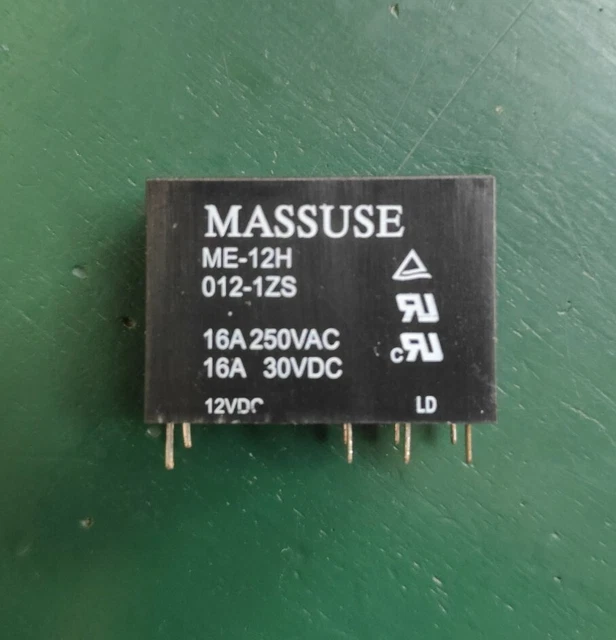 MASSUSE
ME-12H
012-1ZS
16A 250VAC
16A 30VDC
12VDC LD